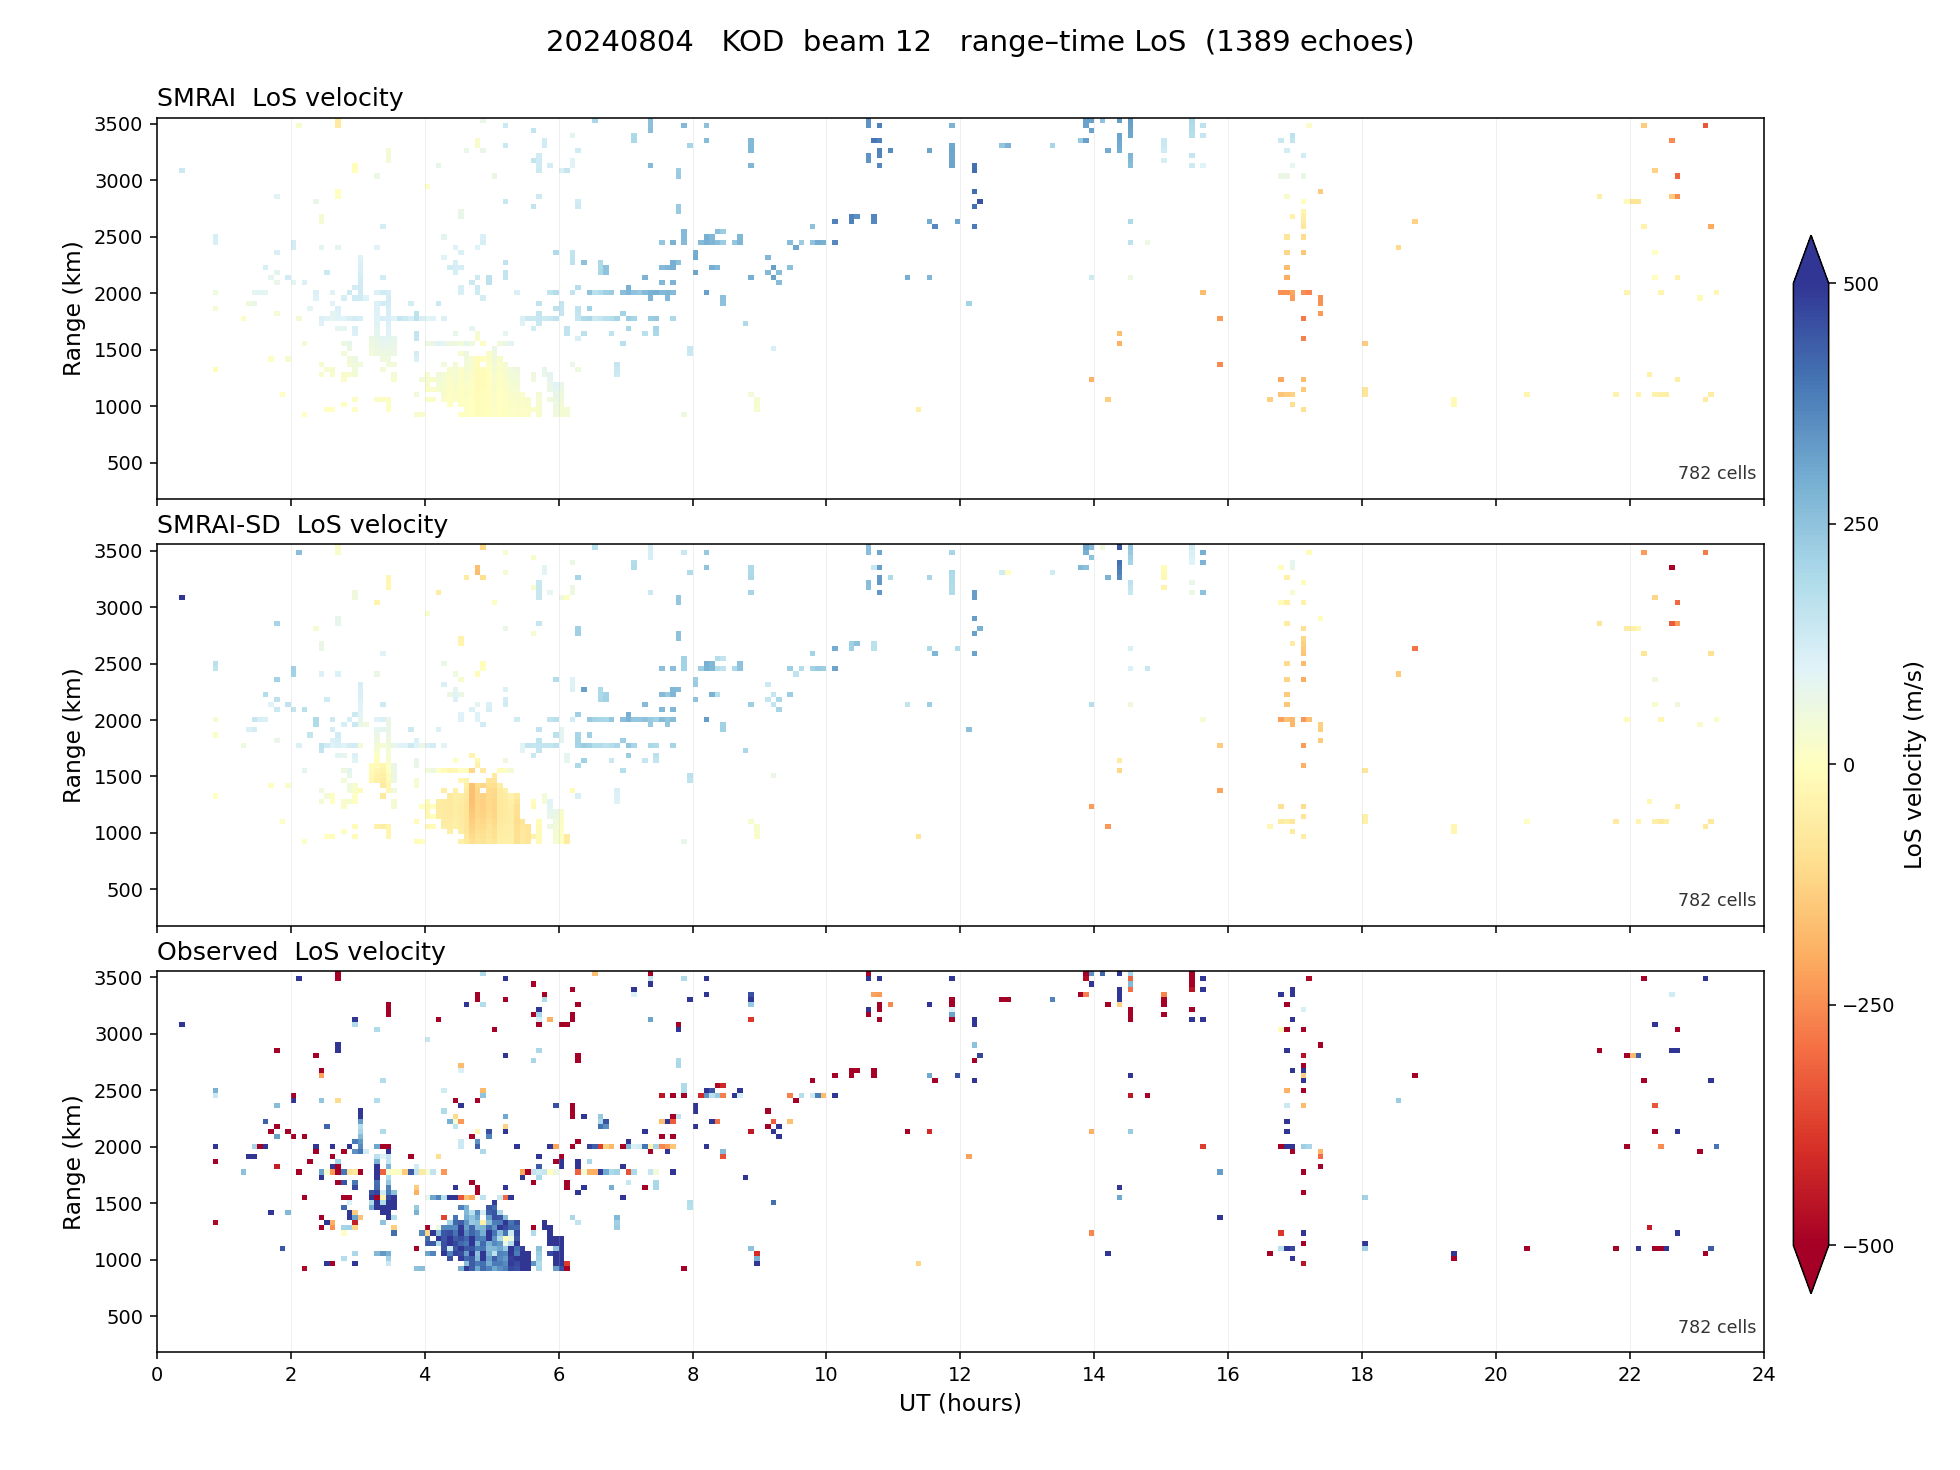 20240804   KOD  beam 12   range–time LoS  (1389 echoes)
SMRAI  LoS velocity
3500
3000
2500
2000
1500
1000
500
Range (km)
782 cells
SMRAI-SD  LoS velocity
3500
3000
2500
2000
1500
1000
500
Range (km)
782 cells
Observed  LoS velocity
3500
3000
2500
2000
1500
1000
500
Range (km)
782 cells
0 2 4 6 8 10 12 14 16 18 20 22 24
UT (hours)
500
250
0
−250
−500
LoS velocity (m/s)